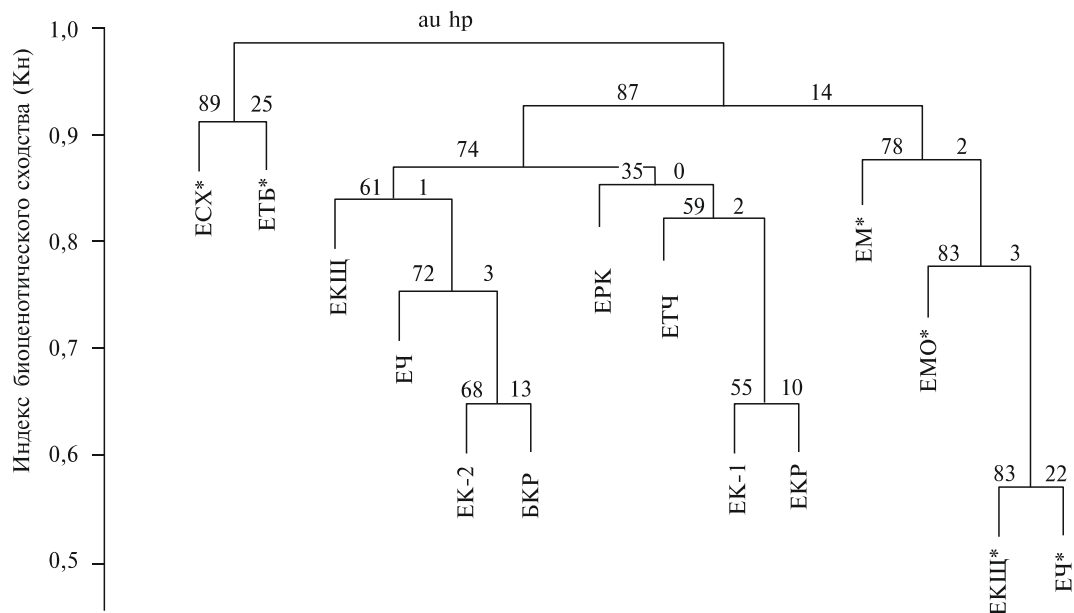 au hp
Индекс биоценотического сходства (Кн)
1,0
0,9
0,8
0,7
0,6
0,5
87 14
89 25
78 2
74
35 0
61 1
59 2
72 3
83 3
68 13
55 10
83 22
ЕСХ*
ЕТБ*
ЕКЩ
ЕРК
ЕТЧ
ЕМ*
ЕЧ
ЕМО*
ЕК-2
БКР
ЕК-1
ЕКР
ЕКЩ*
ЕЧ*